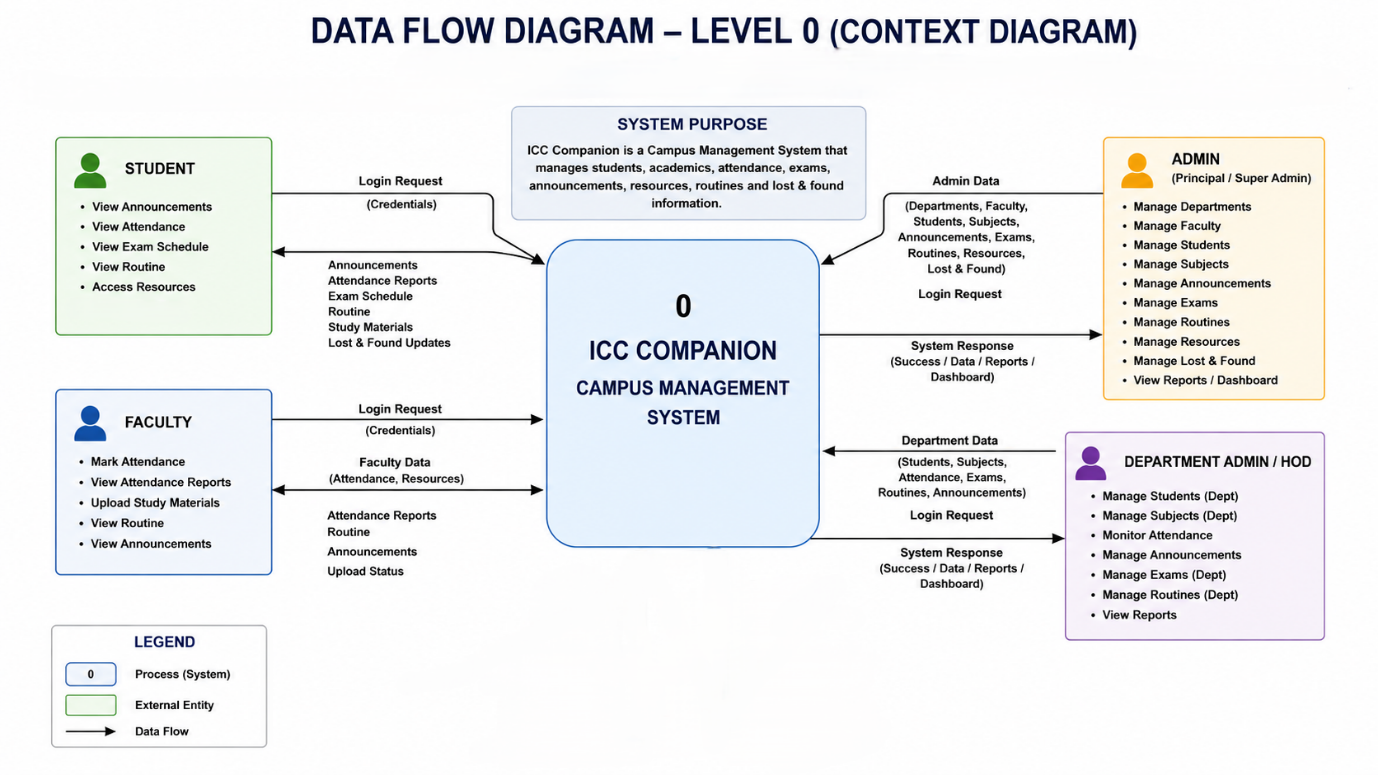 DATA FLOW DIAGRAM – LEVEL 0 (CONTEXT DIAGRAM)
SYSTEM PURPOSE
ICC Companion is a Campus Management System that
manages students, academics, attendance, exams,
announcements, resources, routines and lost & found
information.
STUDENT
• View Announcements
• View Attendance
• View Exam Schedule
• View Routine
• Access Resources
Login Request
(Credentials)
Announcements
Attendance Reports
Exam Schedule
Routine
Study Materials
Lost & Found Updates
FACULTY
• Mark Attendance
• View Attendance Reports
• Upload Study Materials
• View Routine
• View Announcements
Login Request
(Credentials)
Faculty Data
(Attendance, Resources)
Attendance Reports
Routine
Announcements
Upload Status
0
ICC COMPANION
CAMPUS MANAGEMENT
SYSTEM
Admin Data
(Departments, Faculty,
Students, Subjects,
Announcements, Exams,
Routines, Resources,
Lost & Found)
Login Request
System Response
(Success / Data / Reports /
Dashboard)
ADMIN
(Principal / Super Admin)
• Manage Departments
• Manage Faculty
• Manage Students
• Manage Subjects
• Manage Announcements
• Manage Exams
• Manage Routines
• Manage Resources
• Manage Lost & Found
• View Reports / Dashboard
Department Data
(Students, Subjects,
Attendance, Exams,
Routines, Announcements)
Login Request
System Response
(Success / Data / Reports /
Dashboard)
DEPARTMENT ADMIN / HOD
• Manage Students (Dept)
• Manage Subjects (Dept)
• Monitor Attendance
• Manage Announcements
• Manage Exams (Dept)
• Manage Routines (Dept)
• View Reports
LEGEND
0 Process (System)
External Entity
Data Flow